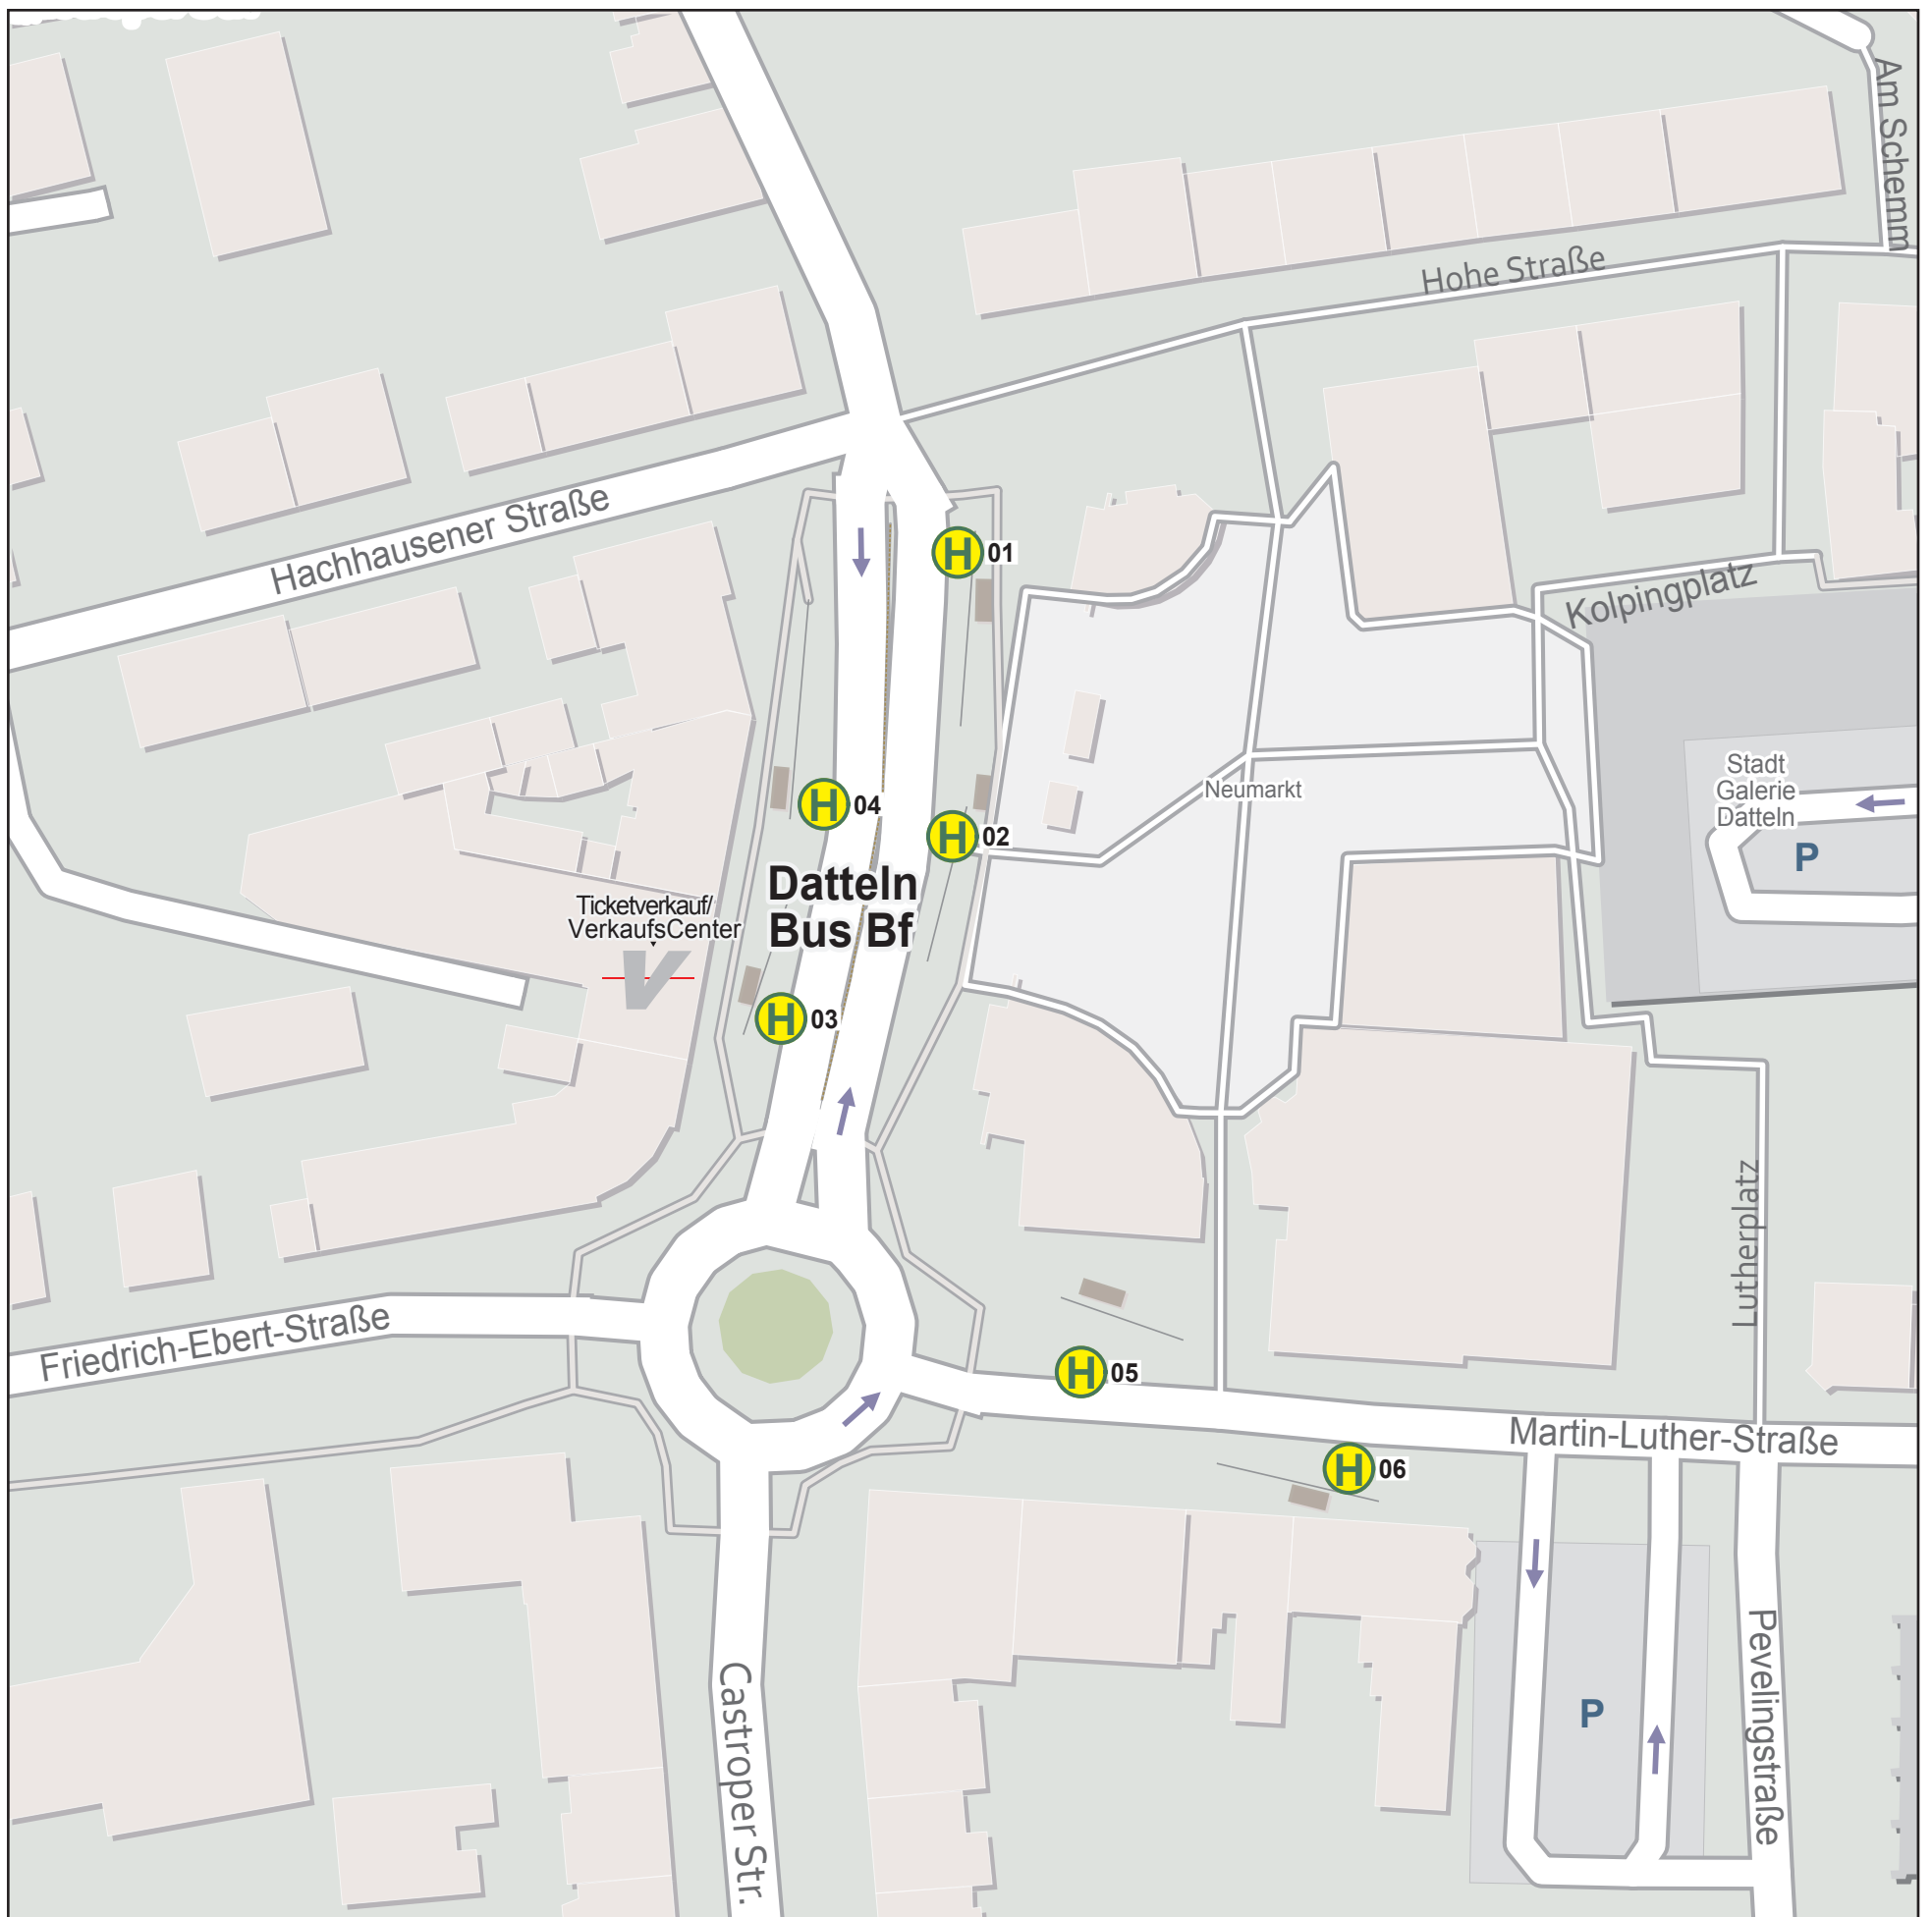 Am Schemm
Hohe Straße
Hachhausener Straße
H 01
Kolpingplatz
Stadt
Galerie
Datteln
P
Neumarkt
H 04
H 02
Datteln
Bus Bf
Ticketverkauf/
VerkaufsCenter
V
H 03
Lutherplatz
Friedrich-Ebert-Straße
H 05
Martin-Luther-Straße
H 06
Castroper Str.
P
Pevelingstraße